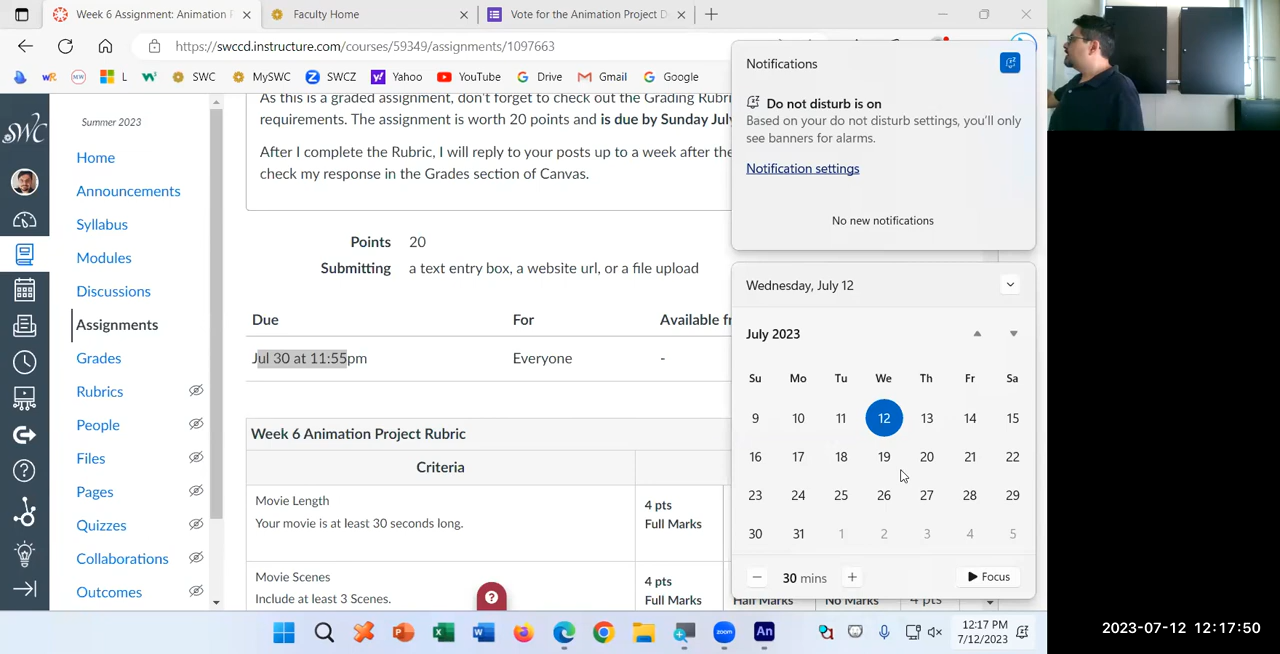 Week 6 Assignment: Animation P
Faculty Home
Vote for the Animation Project D
https://swccd.instructure.com/courses/59349/assignments/1097663
wR
MW
L
SWC
MySWC
SWCZ
Yahoo
YouTube
Drive
Gmail
Google
SWC
Summer 2023
Home
Announcements
Syllabus
Modules
Discussions
Assignments
Grades
Rubrics
People
Files
Pages
Quizzes
Collaborations
Outcomes
As this is a graded assignment, don't forget to check out the Grading Rubri
requirements. The assignment is worth 20 points and is due by Sunday July
After I complete the Rubric, I will reply to your posts up to a week after the
check my response in the Grades section of Canvas.
Points 20
Submitting a text entry box, a website url, or a file upload
Due For Available fr
Jul 30 at 11:55pm Everyone -
Week 6 Animation Project Rubric
Criteria
Movie Length
Your movie is at least 30 seconds long.
4 pts
Full Marks
Movie Scenes
Include at least 3 Scenes.
4 pts
Full Marks
Half Marks
No Marks
4 pts
Notifications
Do not disturb is on
Based on your do not disturb settings, you'll only
see banners for alarms.
Notification settings
No new notifications
Wednesday, July 12
July 2023
Su Mo Tu We Th Fr Sa
9 10 11 12 13 14 15
16 17 18 19 20 21 22
23 24 25 26 27 28 29
30 31 1 2 3 4 5
30 mins
Focus
zoom
An
12:17 PM
7/12/2023
2023-07-12 12:17:50